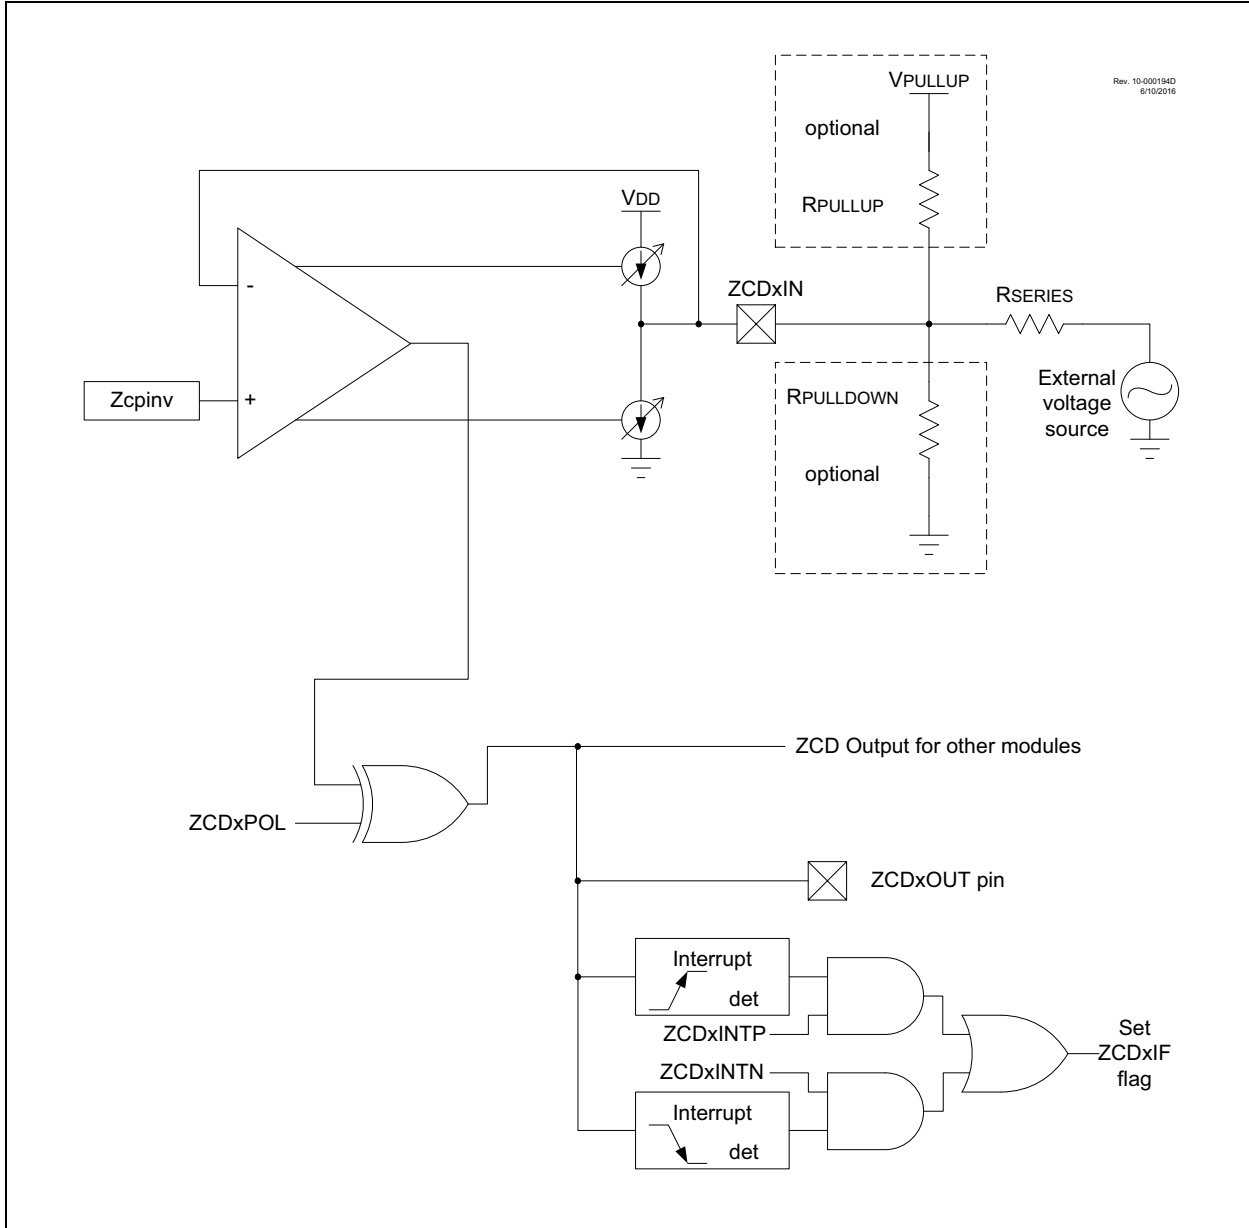 VPULLUP
Rev. 10-000194D
6/10/2016
optional
RPULLUP
VDD
ZCDxIN
RSERIES
-
Zcpinv
+
RPULLDOWN
External
voltage
source
optional
ZCD Output for other modules
ZCDxPOL
ZCDxOUT pin
Interrupt
det
ZCDxINTP
Set
ZCDxIF
flag
ZCDxINTN
Interrupt
det